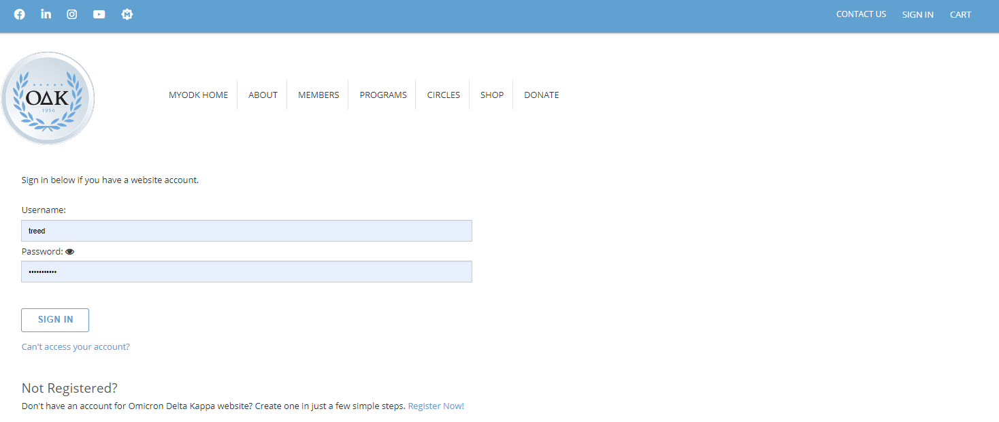 CONTACT US SIGN IN CART
ΟΔΚ
1914
MYODK HOME ABOUT MEMBERS PROGRAMS CIRCLES SHOP DONATE
Sign in below if you have a website account.
Username:
treed
Password:
•••••••••••
SIGN IN
Can't access your account?
Not Registered?
Don't have an account for Omicron Delta Kappa website? Create one in just a few simple steps. Register Now!